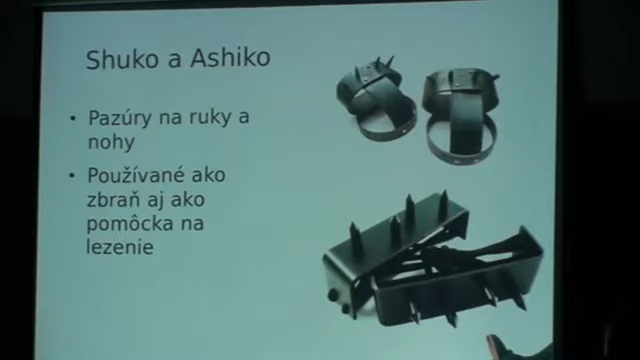 Shuko a Ashiko
• Pazúry na ruky a
nohy
• Používané ako
zbraň aj ako
pomôcka na
lezenie